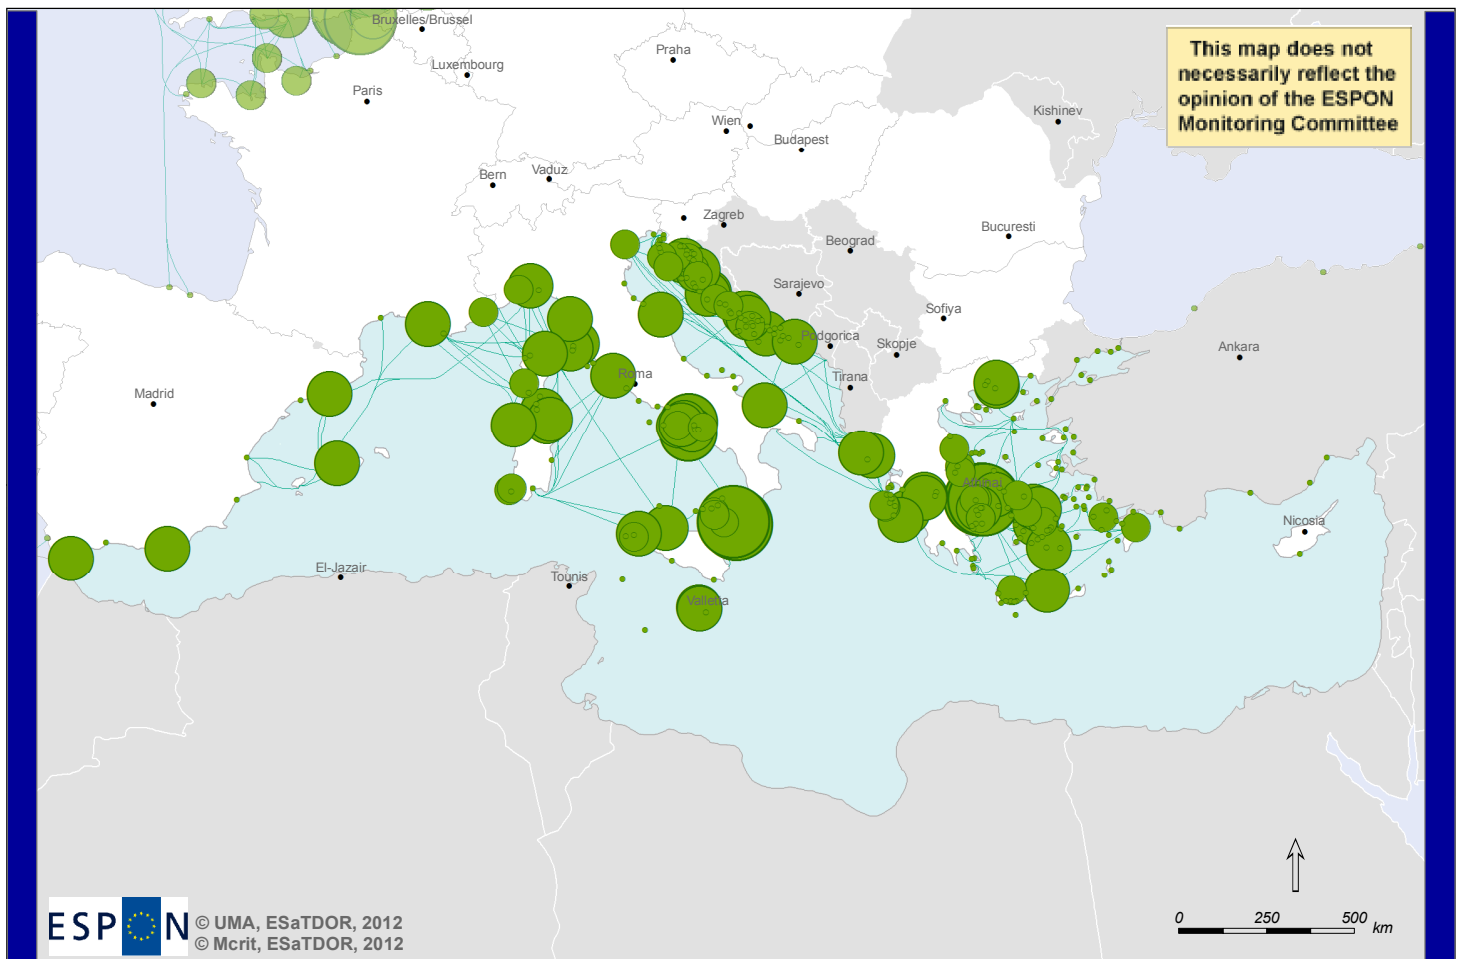 Bruxelles/Brussel
This map does not
necessarily reflect the
opinion of the ESPON
Monitoring Committee
Praha
Luxembourg
Paris
Kishinev
Wien
Budapest
Bern
Vaduz
Zagreb
Bucuresti
Beograd
Sarajevo
Sofiya
Podgorica
Skopje
Ankara
Roma
Tirana
Madrid
Athinai
Nicosia
El-Jazair
Tounis
Valletta
ESPON
© UMA, ESaTDOR, 2012
© Mcrit, ESaTDOR, 2012
0 250 500 km